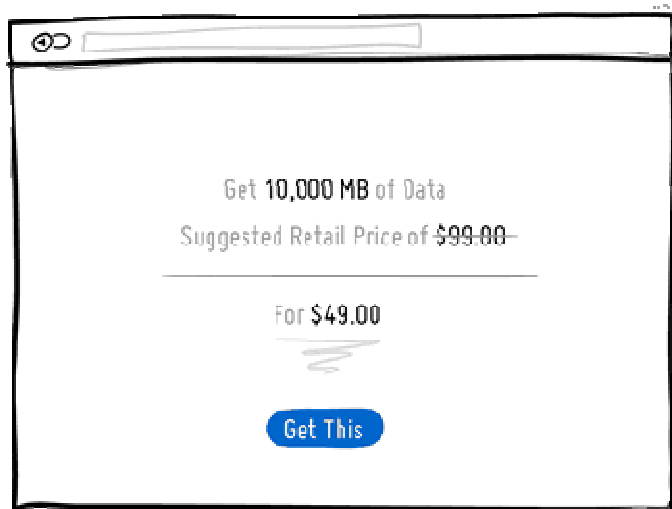 Get 10,000 MB of Data
Suggested Retail Price of $99.00
For $49.00
Get This